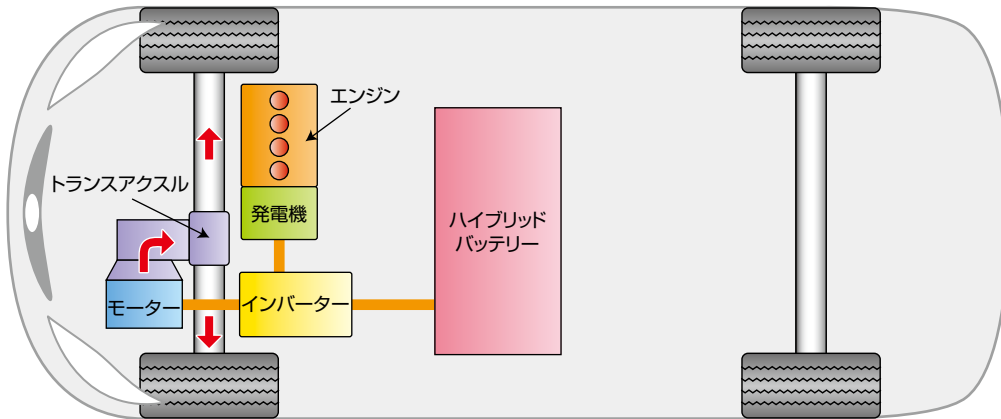 エンジン
トランスアクスル
発電機
ハイブリッド
バッテリー
モーター
インバーター